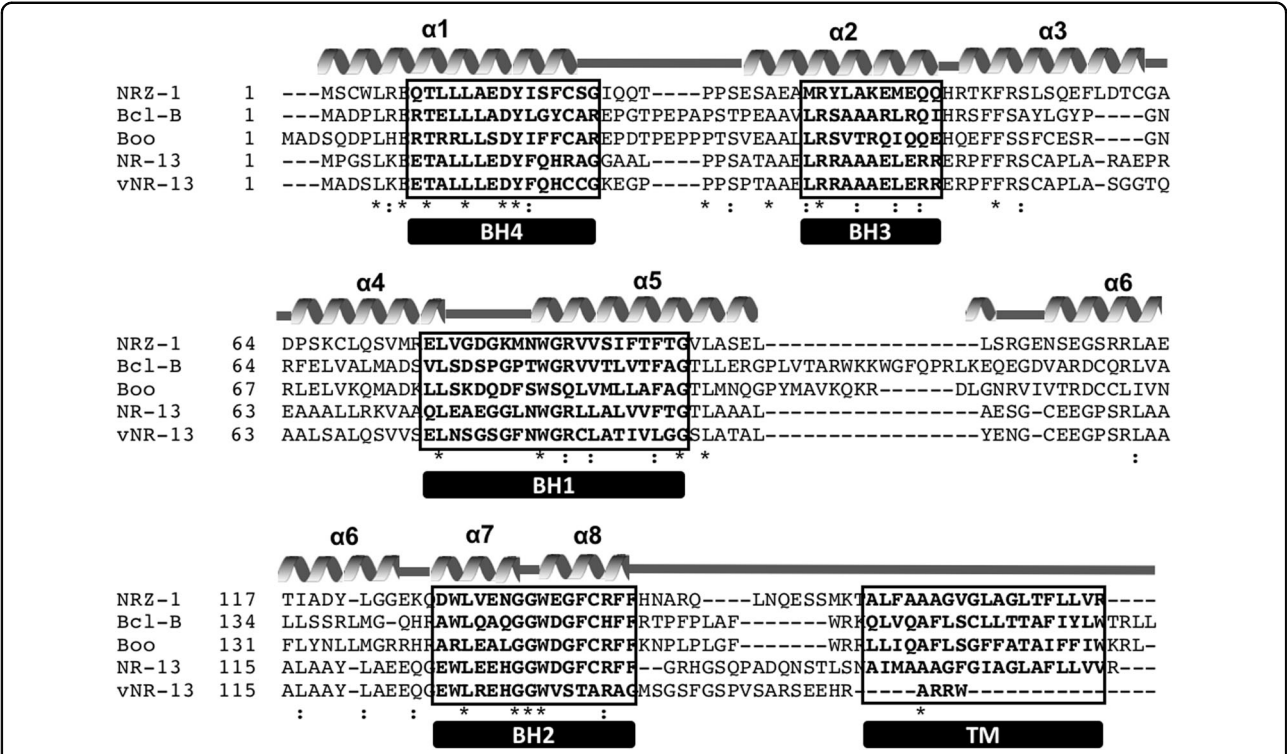 α1 α2 α3
NRZ-1 1 ---MSCWLREQTLLLAEDYISFCSGIQQT----PPSESAEAMRYLAKEMEQQHRTKFRSLSQEFLDTCGA
Bcl-B 1 ---MADPLRERTELLLADYLGYCAREPGTPEPAPSTPEAAVLRSAAARLRQIHRSFFSAYLGYP----GN
Boo 1 MADSQDPLHERTRRLLSDYIFFCAREPDTPEPPPTSVEAALLRSVTRQIQQEHQEFFSSFCESR----GN
NR-13 1 ---MPGSLKEETALLLEDYFQHRAGGAAL----PPSATAAELRRAAAELERRERPFFRSCAPLA-RAEPR
vNR-13 1 ---MADSLKEETALLLEDYFQHCCGKEGP----PPSPTAAELRRAAAELERRERPFFRSCAPLA-SGGTQ
*:* * * **: * : * :* : : : * :
BH4 BH3
α4 α5 α6
NRZ-1 64 DPSKCLQSVMRELVGDGKMNWGRVVSIFTFTGVLASEL-----------------LSRGENSEGSRRLAE
Bcl-B 64 RFELVALMADSVLSDSPGPTWGRVVTLVTFAGTLLERGPLVTARWKKWGFQPRLKEQEGDVARDCQRLVA
Boo 67 RLELVKQMADKLLSKDQDFSWSQLVMLLAFAGTLMNQGPYMAVKQKR------DLGNRVIVTRDCCLIVN
NR-13 63 EAAALLRKVAAQLEAEGGLNWGRLLALVVFTGTLAAAL-----------------AESG-CEEGPSRLAA
vNR-13 63 AALSALQSVVSELNSGSGFNWGRCLATIVLGGSLATAL-----------------YENG-CEEGPSRLAA
* * : : : * * :
BH1
α6 α7 α8
NRZ-1 117 TIADY-LGGEKQDWLVENGGWEGFCRFFHNARQ----LNQESSMKTALFAAAGVGLAGLTFLLVR----
Bcl-B 134 LLSSRLMG-QHRAWLQAQGGWDGFCHFFRTPFPLAF-------WRKQLVQAFLSCLLTTAFIYLWTRLL
Boo 131 FLYNLLMGRRHRARLEALGGWDGFCRFFKNPLPLGF-------WRRLLIQAFLSGFFATAIFFIWKRL-
NR-13 115 ALAAY-LAEEQGEWLEEHGGWDGFCRFF--GRHGSQPADQNSTLSNAIMAAAGFGIAGLAFLLVVR---
vNR-13 115 ALAAY-LAEEQGEWLREHGGWVSTARAGMSGSFGSPVSARSEEHR-----ARRW---------------
: : : * *** : *
BH2 TM